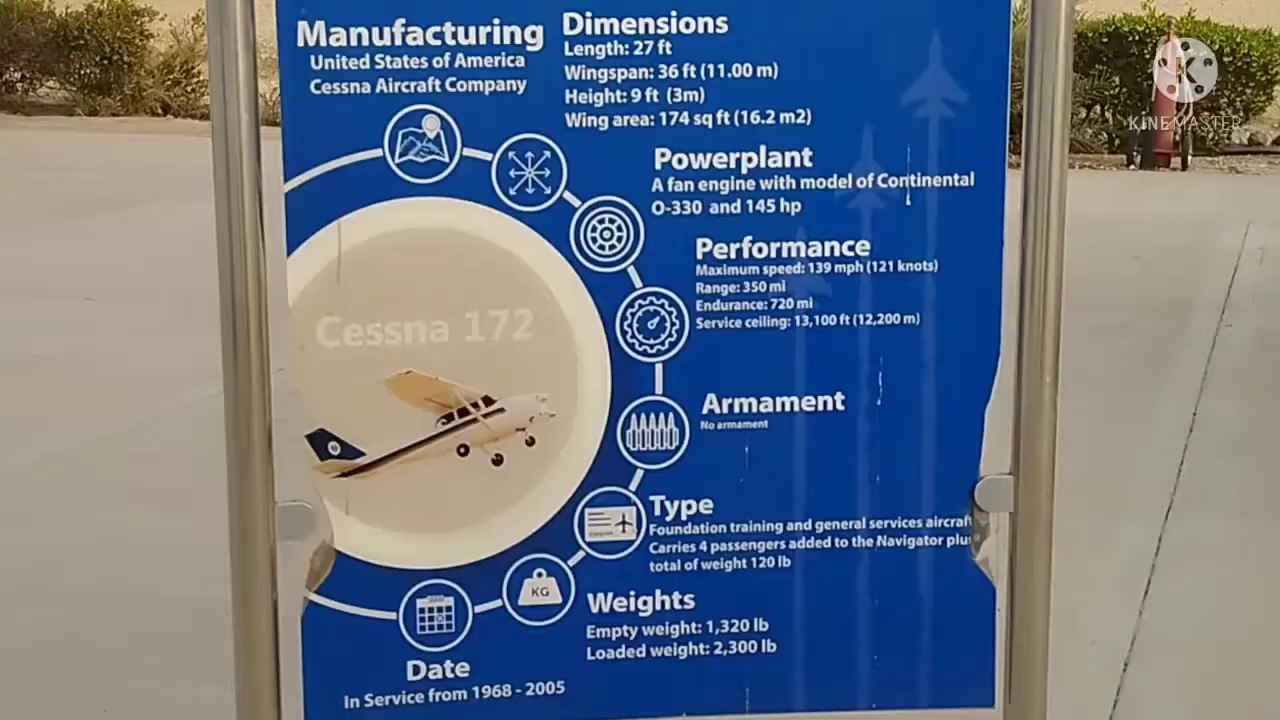 Manufacturing
United States of America
Cessna Aircraft Company
Dimensions
Length: 27 ft
Wingspan: 36 ft (11.00 m)
Height: 9 ft (3m)
Wing area: 174 sq ft (16.2 m2)
Powerplant
A fan engine with model of Continental
O-330 and 145 hp
Performance
Maximum speed: 139 mph (121 knots)
Range: 350 mi
Endurance: 720 mi
Service ceiling: 13,100 ft (12,200 m)
Cessna 172
Armament
No armament
Type
Foundation training and general services aircraft
Carries 4 passengers added to the Navigator plus
total of weight 120 lb
KG
Weights
Empty weight: 1,320 lb
Loaded weight: 2,300 lb
Date
In Service from 1968 - 2005
K
KINEMASTER